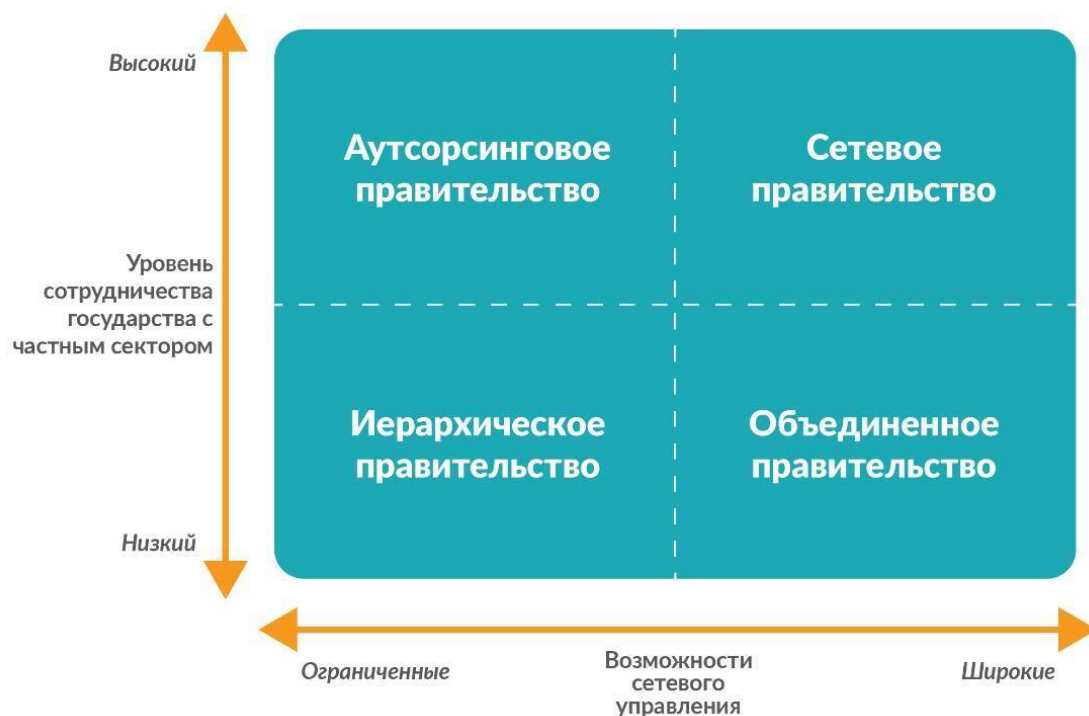 Высокий
Аутсорсинговое
правительство
Сетевое
правительство
Уровень
сотрудничества
государства с
частным сектором
Иерархическое
правительство
Объединенное
правительство
Низкий
Ограниченные
Возможности
сетевого
управления
Широкие